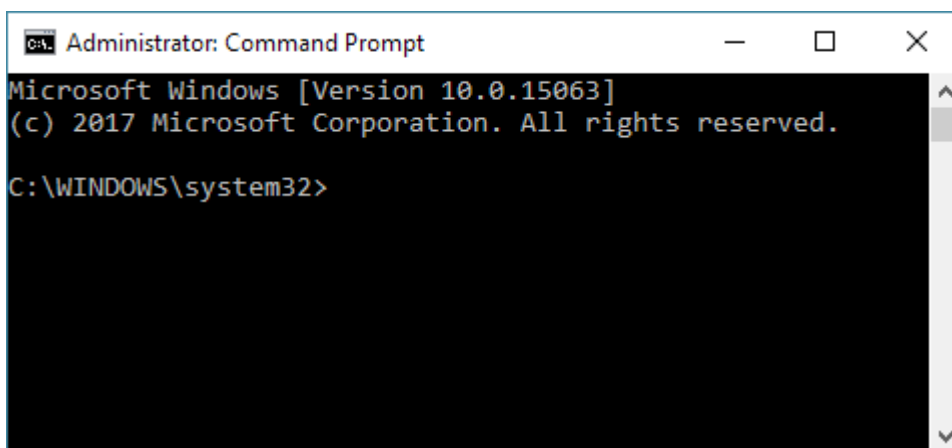 Administrator: Command Prompt
Microsoft Windows [Version 10.0.15063]
(c) 2017 Microsoft Corporation. All rights reserved.
C:\WINDOWS\system32>